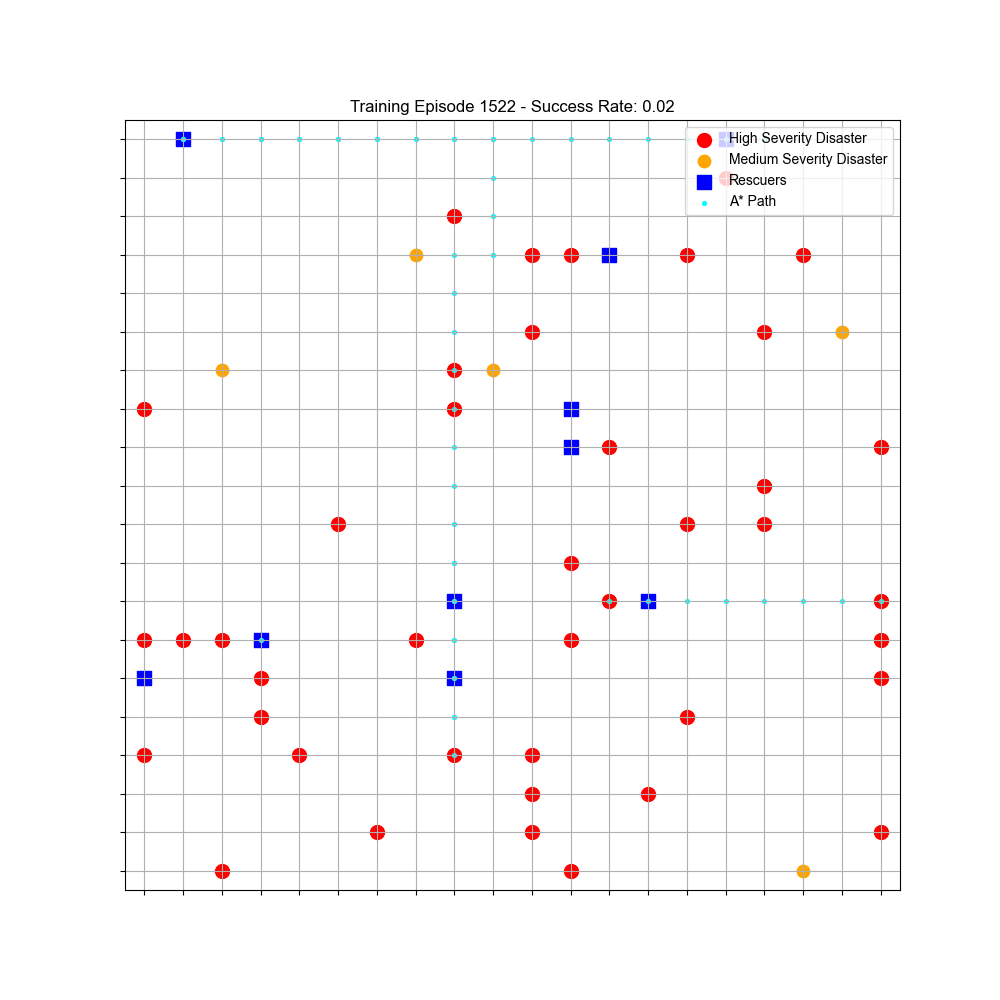 Training Episode 1522 - Success Rate: 0.02
High Severity Disaster
Medium Severity Disaster
Rescuers
A* Path